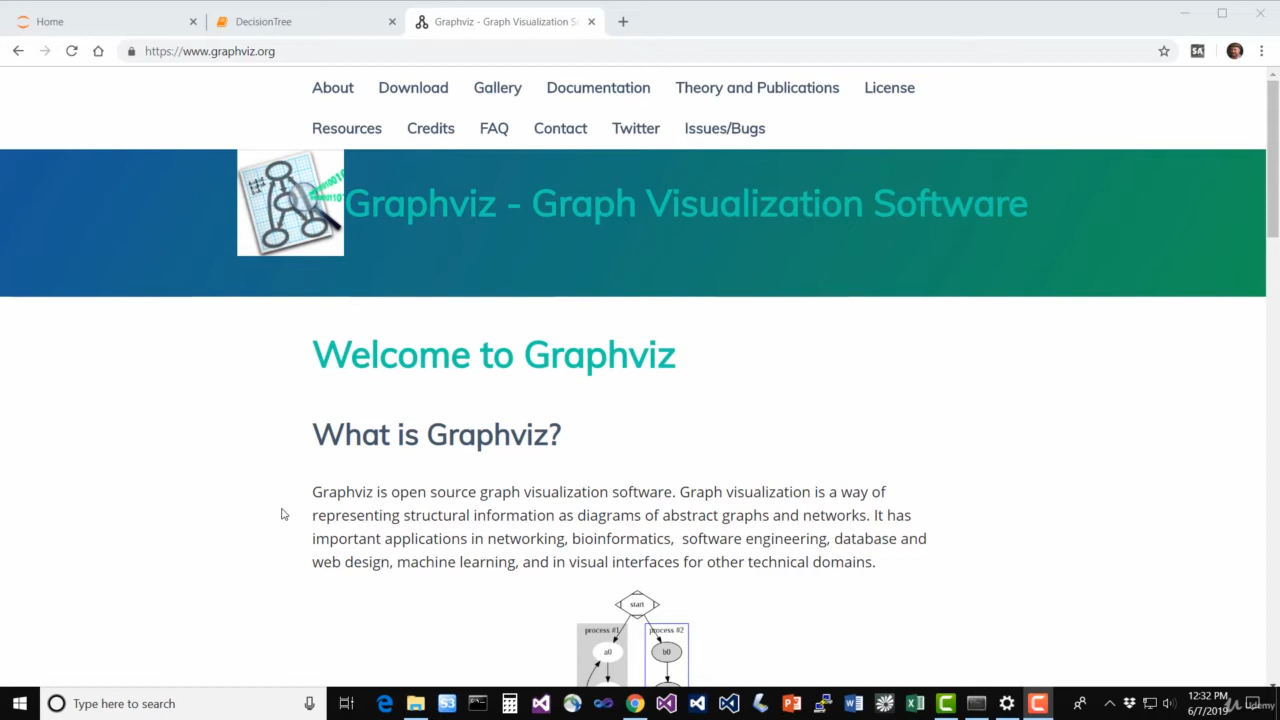 Home
DecisionTree
Graphviz - Graph Visualization So
https://www.graphviz.org
SA
About Download Gallery Documentation Theory and Publications License
Resources Credits FAQ Contact Twitter Issues/Bugs
Graphviz - Graph Visualization Software
Welcome to Graphviz
What is Graphviz?
Graphviz is open source graph visualization software. Graph visualization is a way of
representing structural information as diagrams of abstract graphs and networks. It has
important applications in networking, bioinformatics, software engineering, database and
web design, machine learning, and in visual interfaces for other technical domains.
start
process #1 process #2
a0 b0
Type here to search
12:32 PM
6/7/2019
Udemy